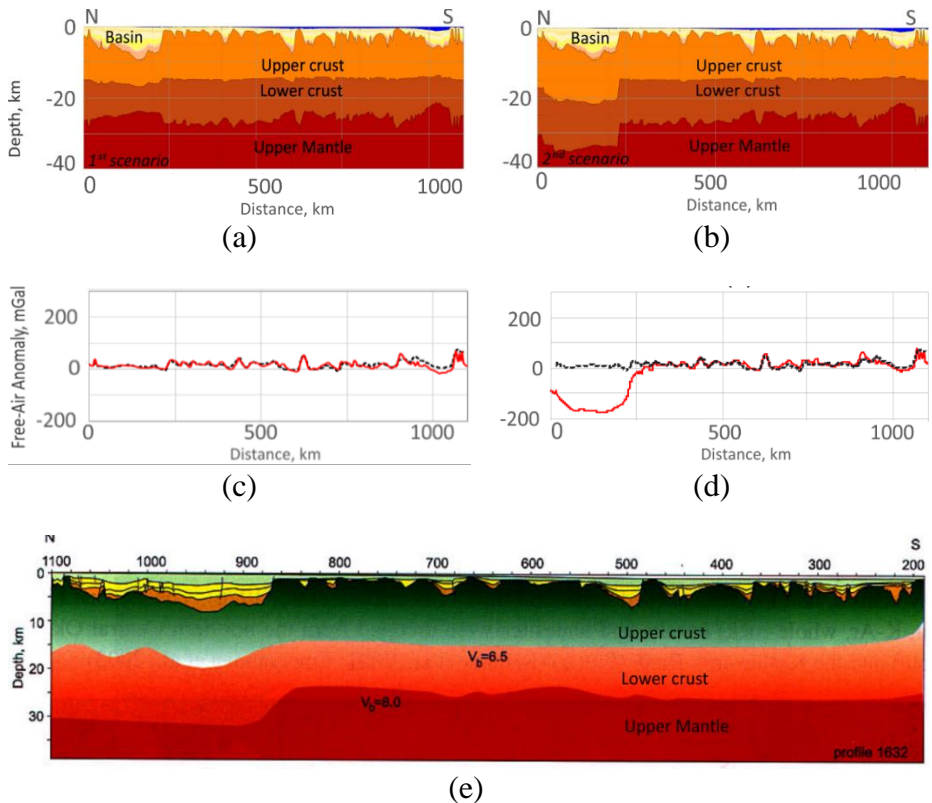 N S N S
0 0
Basin Basin
Upper crust Upper crust
Lower crust Lower crust
-20 -20
Depth, km
Upper Mantle Upper Mantle
1st scenario 2nd scenario
-40 -40
0 500 1000 0 500 1000
Distance, km Distance, km
(a) (b)
Free-Air Anomaly, mGal
200 200
0 0
-200 -200
0 500 1000 0 500 1000
Distance, km Distance, km
(c) (d)
N S
1100 1000 900 800 700 600 500 400 300 200
0
10
Upper crust
Depth, km
20
Vb=6.5
Lower crust
Vb=8.0
30
Upper Mantle
profile 1632
(e)